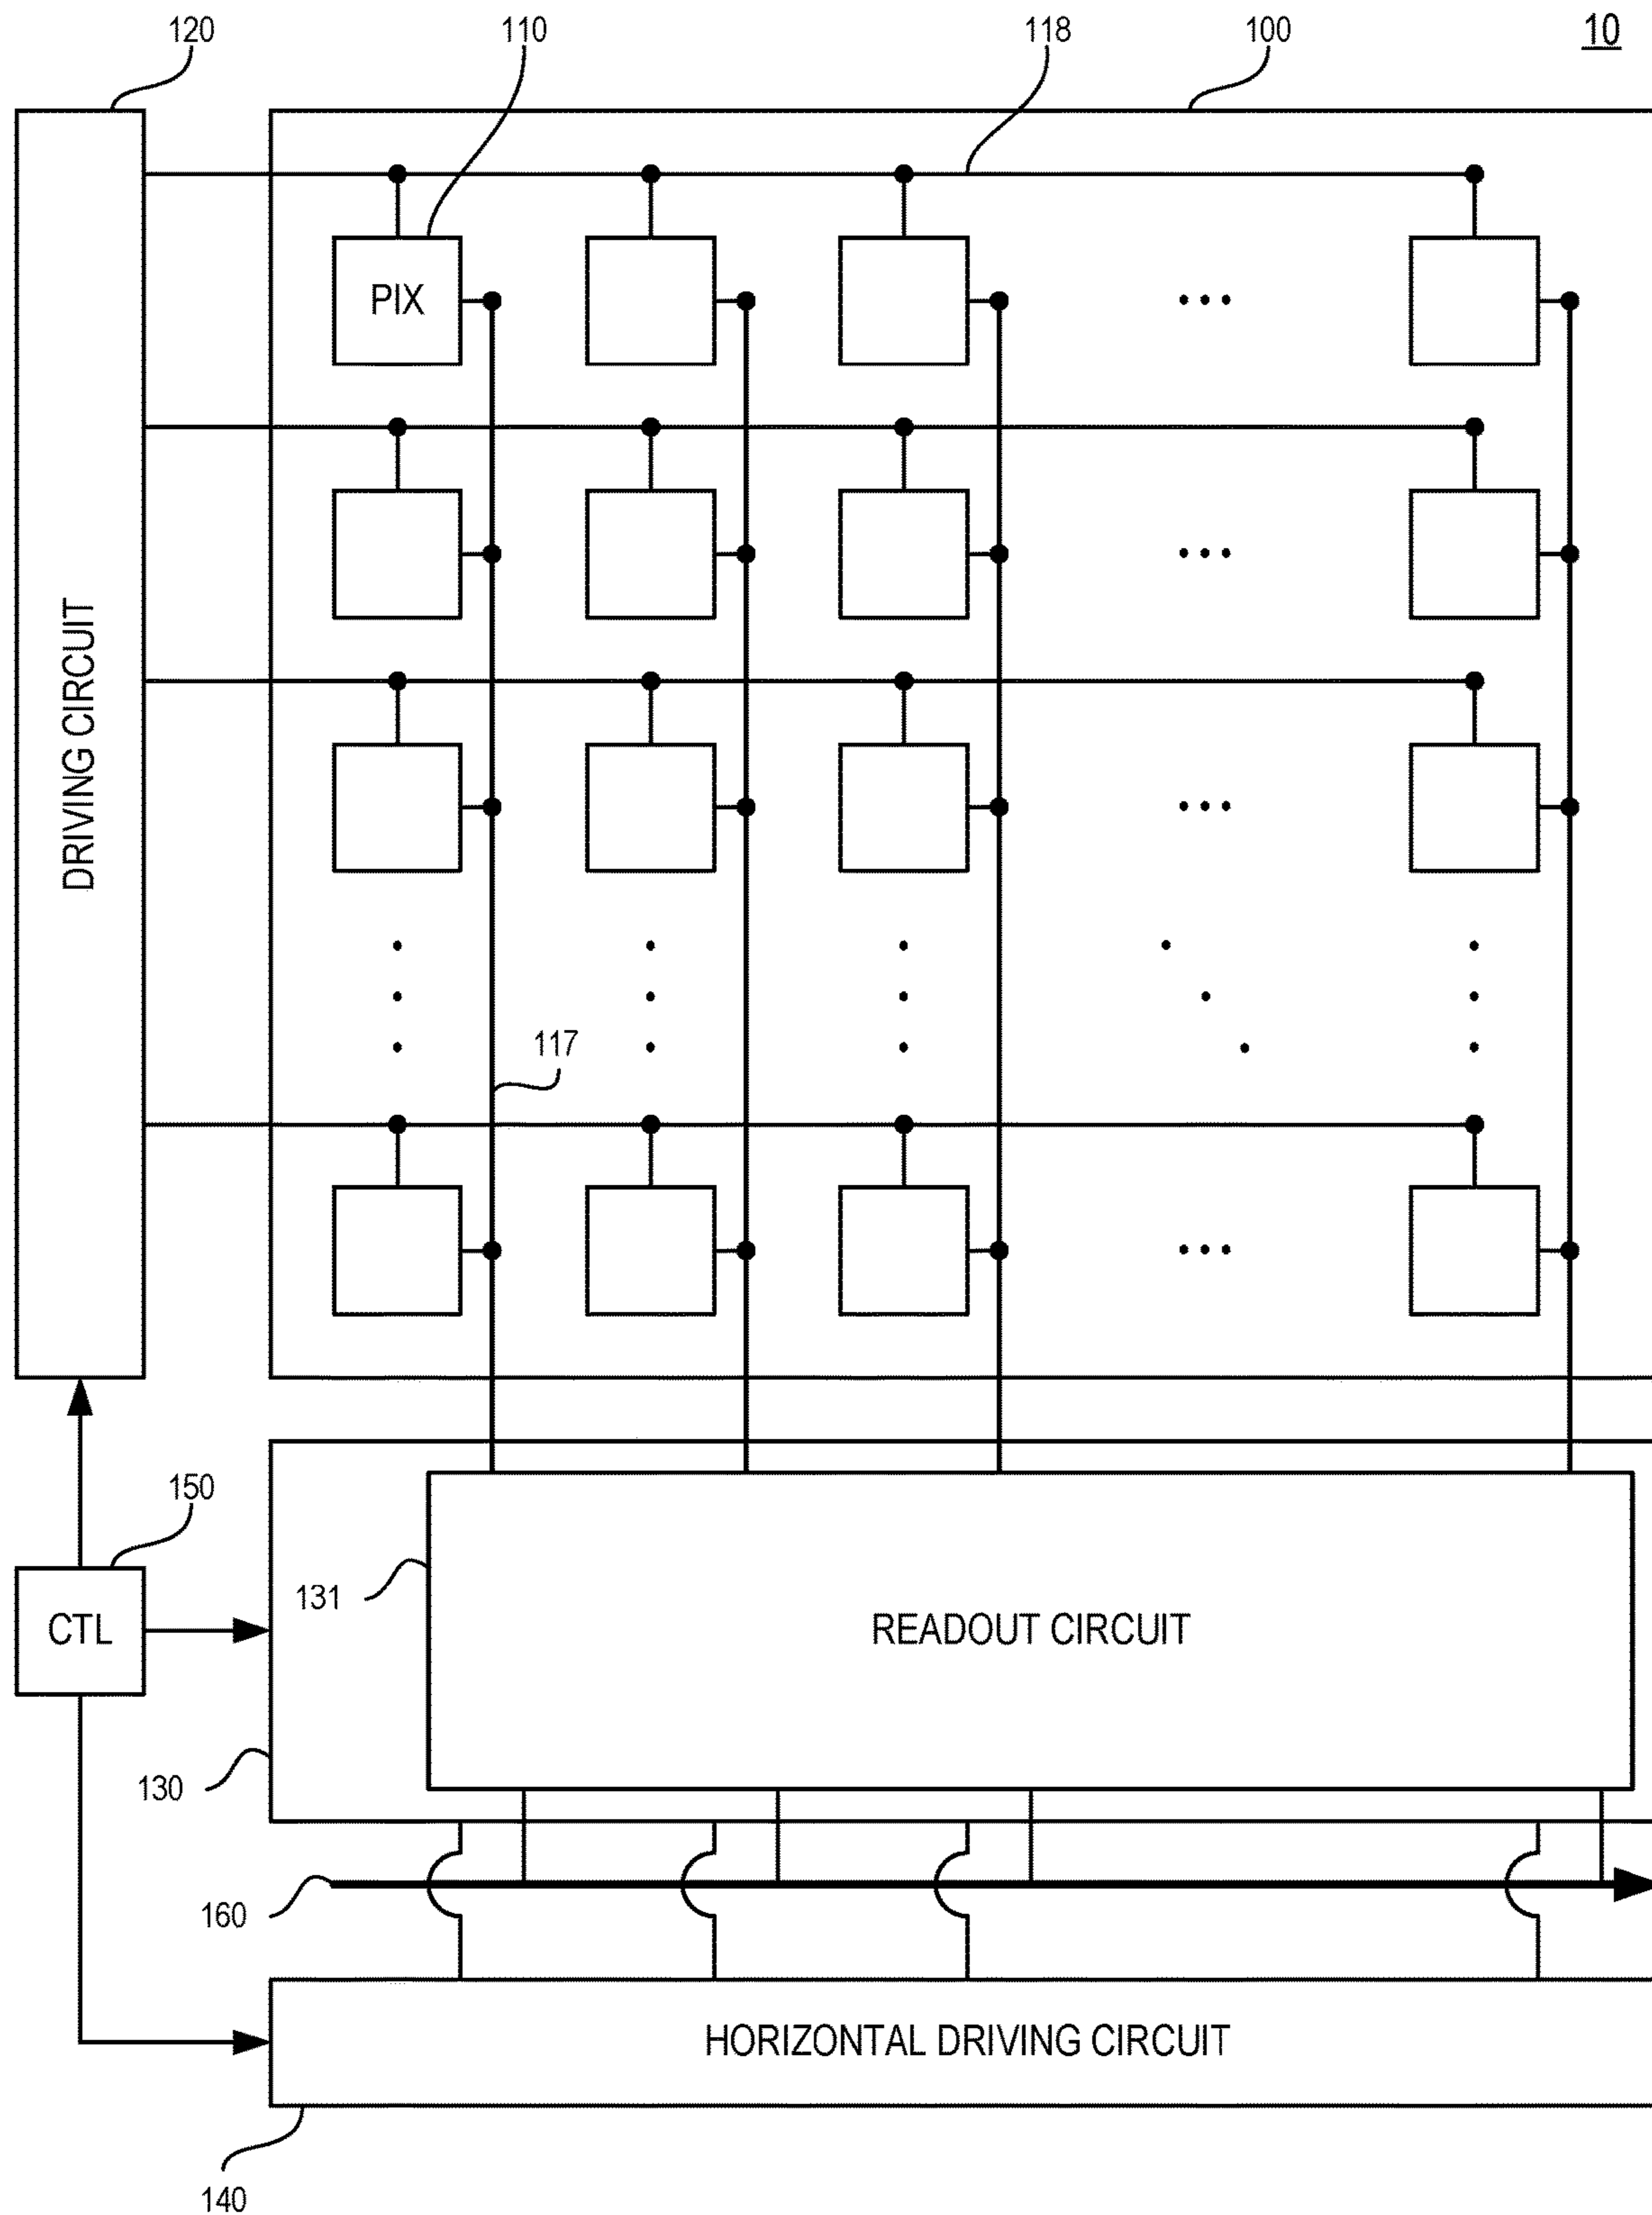 120
110
118
100
10
PIX
DRIVING CIRCUIT
117
150
CTL
131
READOUT CIRCUIT
130
160
HORIZONTAL DRIVING CIRCUIT
140